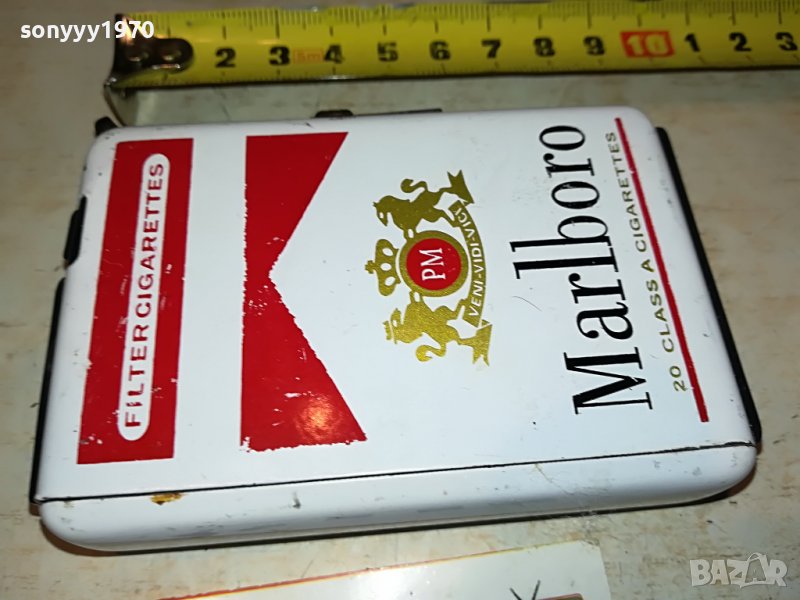 sonyyy1970
2 3 4 5 6 7 8 9 10 1 2 3
5m
FILTER CIGARETTES
PM
VENI-VIDI-VICI
Marlboro
20 CLASS A CIGARETTES
BAZAR